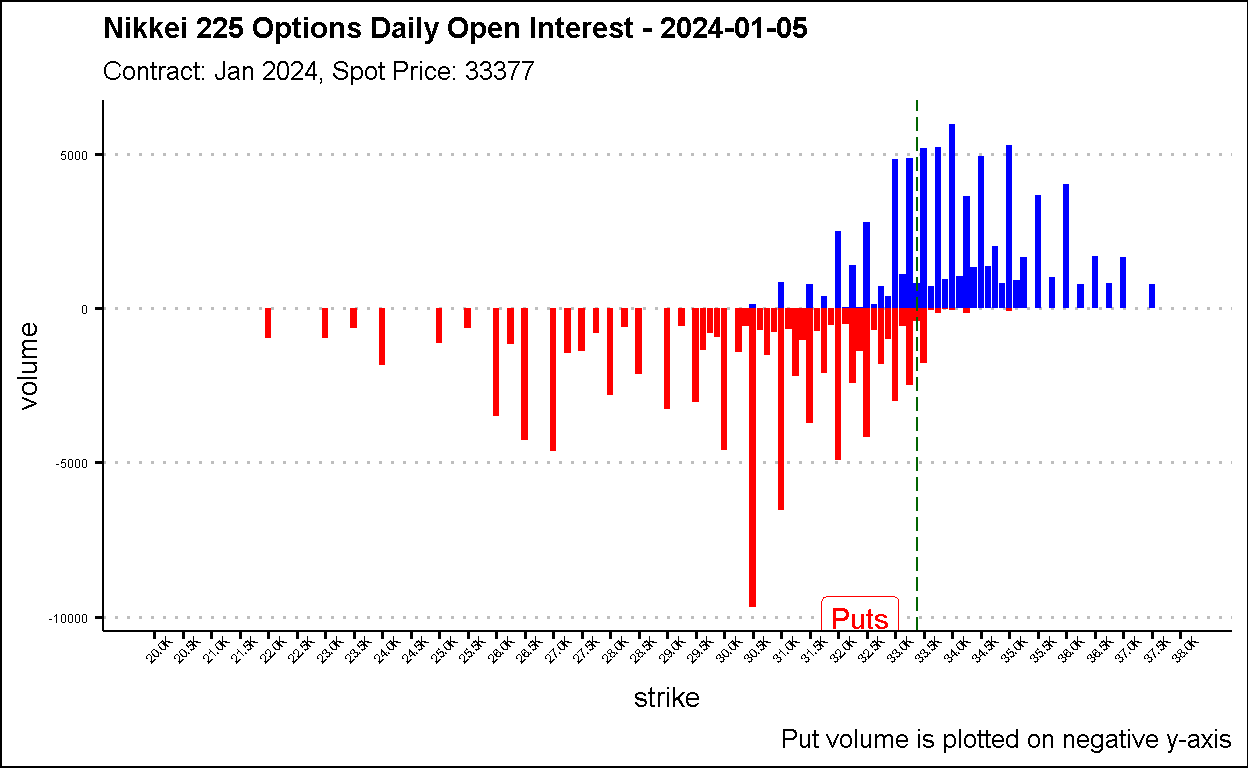 Nikkei 225 Options Daily Open Interest - 2024-01-05
Contract: Jan 2024, Spot Price: 33377
volume
5000
0
-5000
-10000
Puts
20.0K
20.5K
21.0K
21.5K
22.0K
22.5K
23.0K
23.5K
24.0K
24.5K
25.0K
25.5K
26.0K
26.5K
27.0K
27.5K
28.0K
28.5K
29.0K
29.5K
30.0K
30.5K
31.0K
31.5K
32.0K
32.5K
33.0K
33.5K
34.0K
34.5K
35.0K
35.5K
36.0K
36.5K
37.0K
37.5K
38.0K
strike
Put volume is plotted on negative y-axis